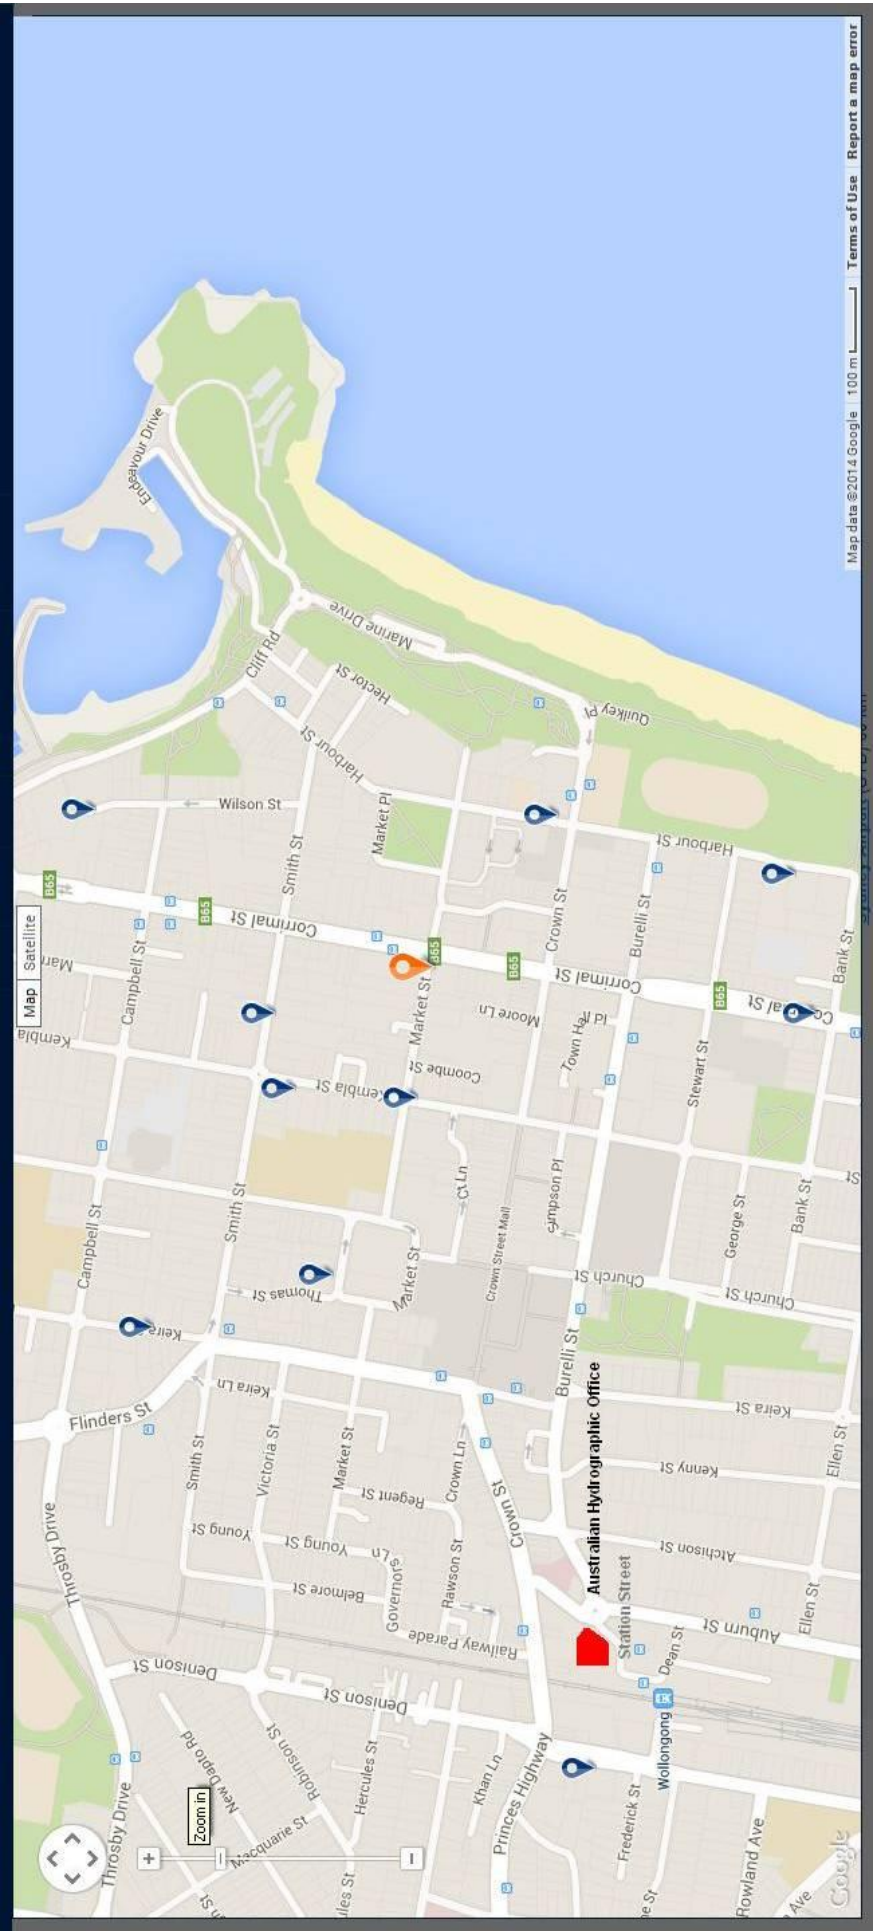 Map
Satellite
Zoom in
Throsby Drive
Throsby Drive
Flinders St
Campbell St
Campbell St
Keira
Kembla
B65
Wilson St
Cliff Rd
Endeavour Drive
New Dapto Rd
Macquarie St
Robinson St
Denison St
Denison St
Smith St
Smith St
Smith St
Young St
Young St
Victoria St
Keira Ln
Thomas St
Kembla St
Corrimal St
B65
Harbour St
Hector St
Marine Drive
Hercules St
Belmore St
Governors Ln
Regent St
Market St
Market St
Market St
Market Pl
Coombe St
B65
Khan Ln
Railway Parade
Rawson St
Crown Ln
Crown St
Crown Street Mall
Moore Ln
B65
Corrimal St
Crown St
Quilkey Pl
Princes Highway
Simpson Pl
Town Hall Pl
Burelli St
Burelli St
Harbour St
Australian Hydrographic Office
Station Street
Frederick St
Wollongong
Dean St
Auburn St
Atchison St
Kenny St
Keira St
Church St
Church St
George St
Stewart St
B65
Rowland Ave
Ellen St
Ellen St
Bank St
Bank St
Google
Map data ©2014 Google
100 m
Terms of Use
Report a map error